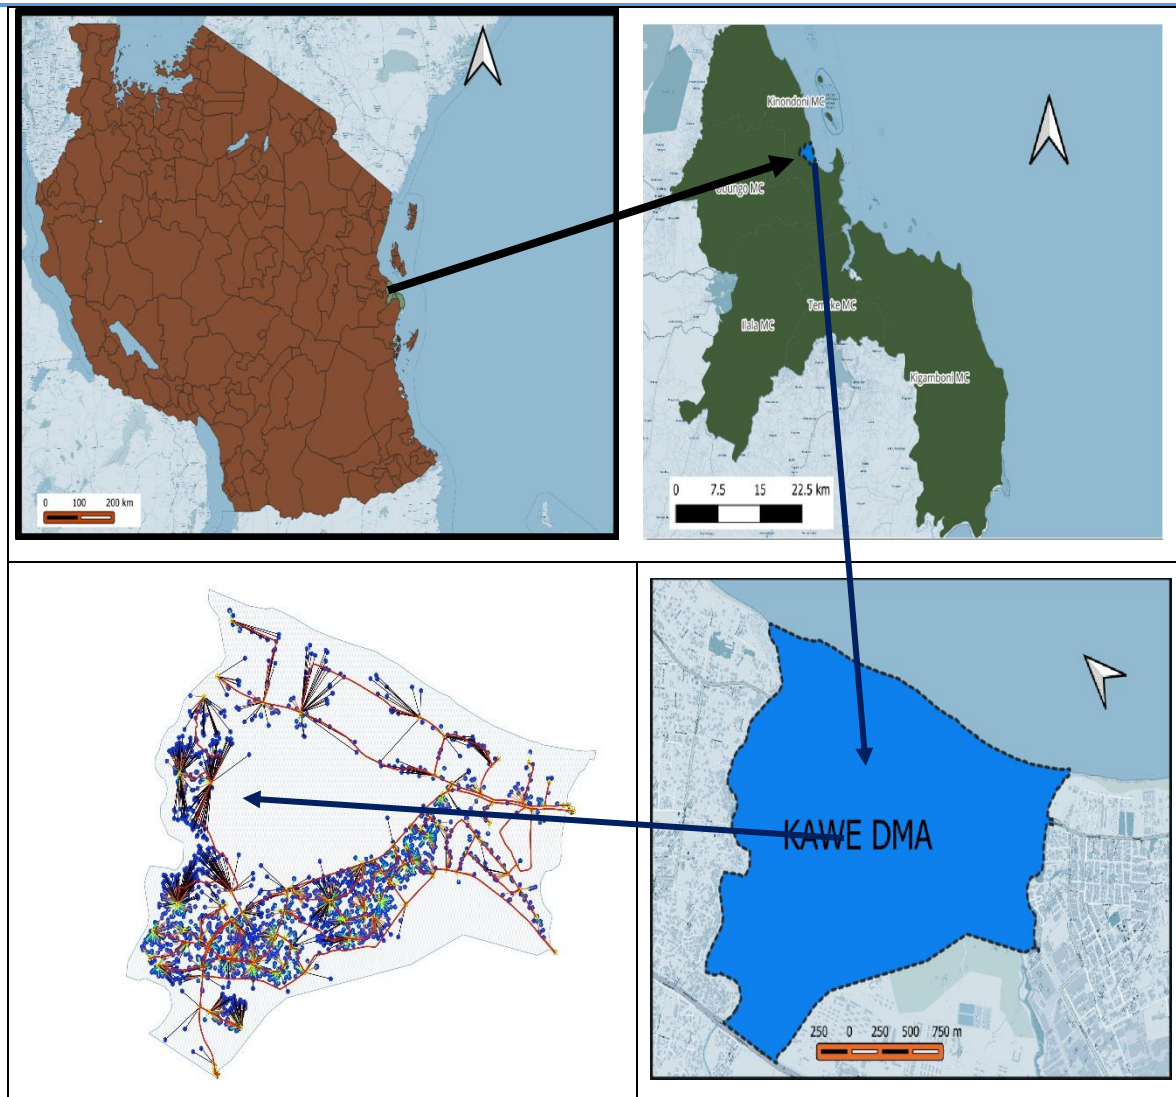 0 100 200 km
Kinondoni MC
Ubungo MC
Temeke MC
Ilala MC
Kigamboni MC
0 7.5 15 22.5 km
KAWE DMA
250 0 250 500 750 m